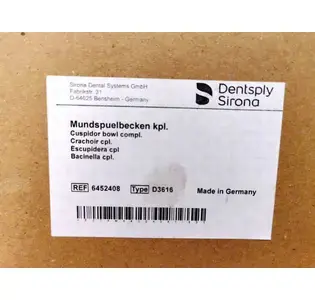 Sirona Dental Systems GmbH
Fabrikstr. 31
D-64625 Bensheim - Germany
Dentsply
Sirona
Mundspuelbecken kpl.
Cuspidor bowl compl.
Crachoir cpl.
Escupidera cpl
Bacinella cpl.
REF 6452408 Type D3616 Made in Germany